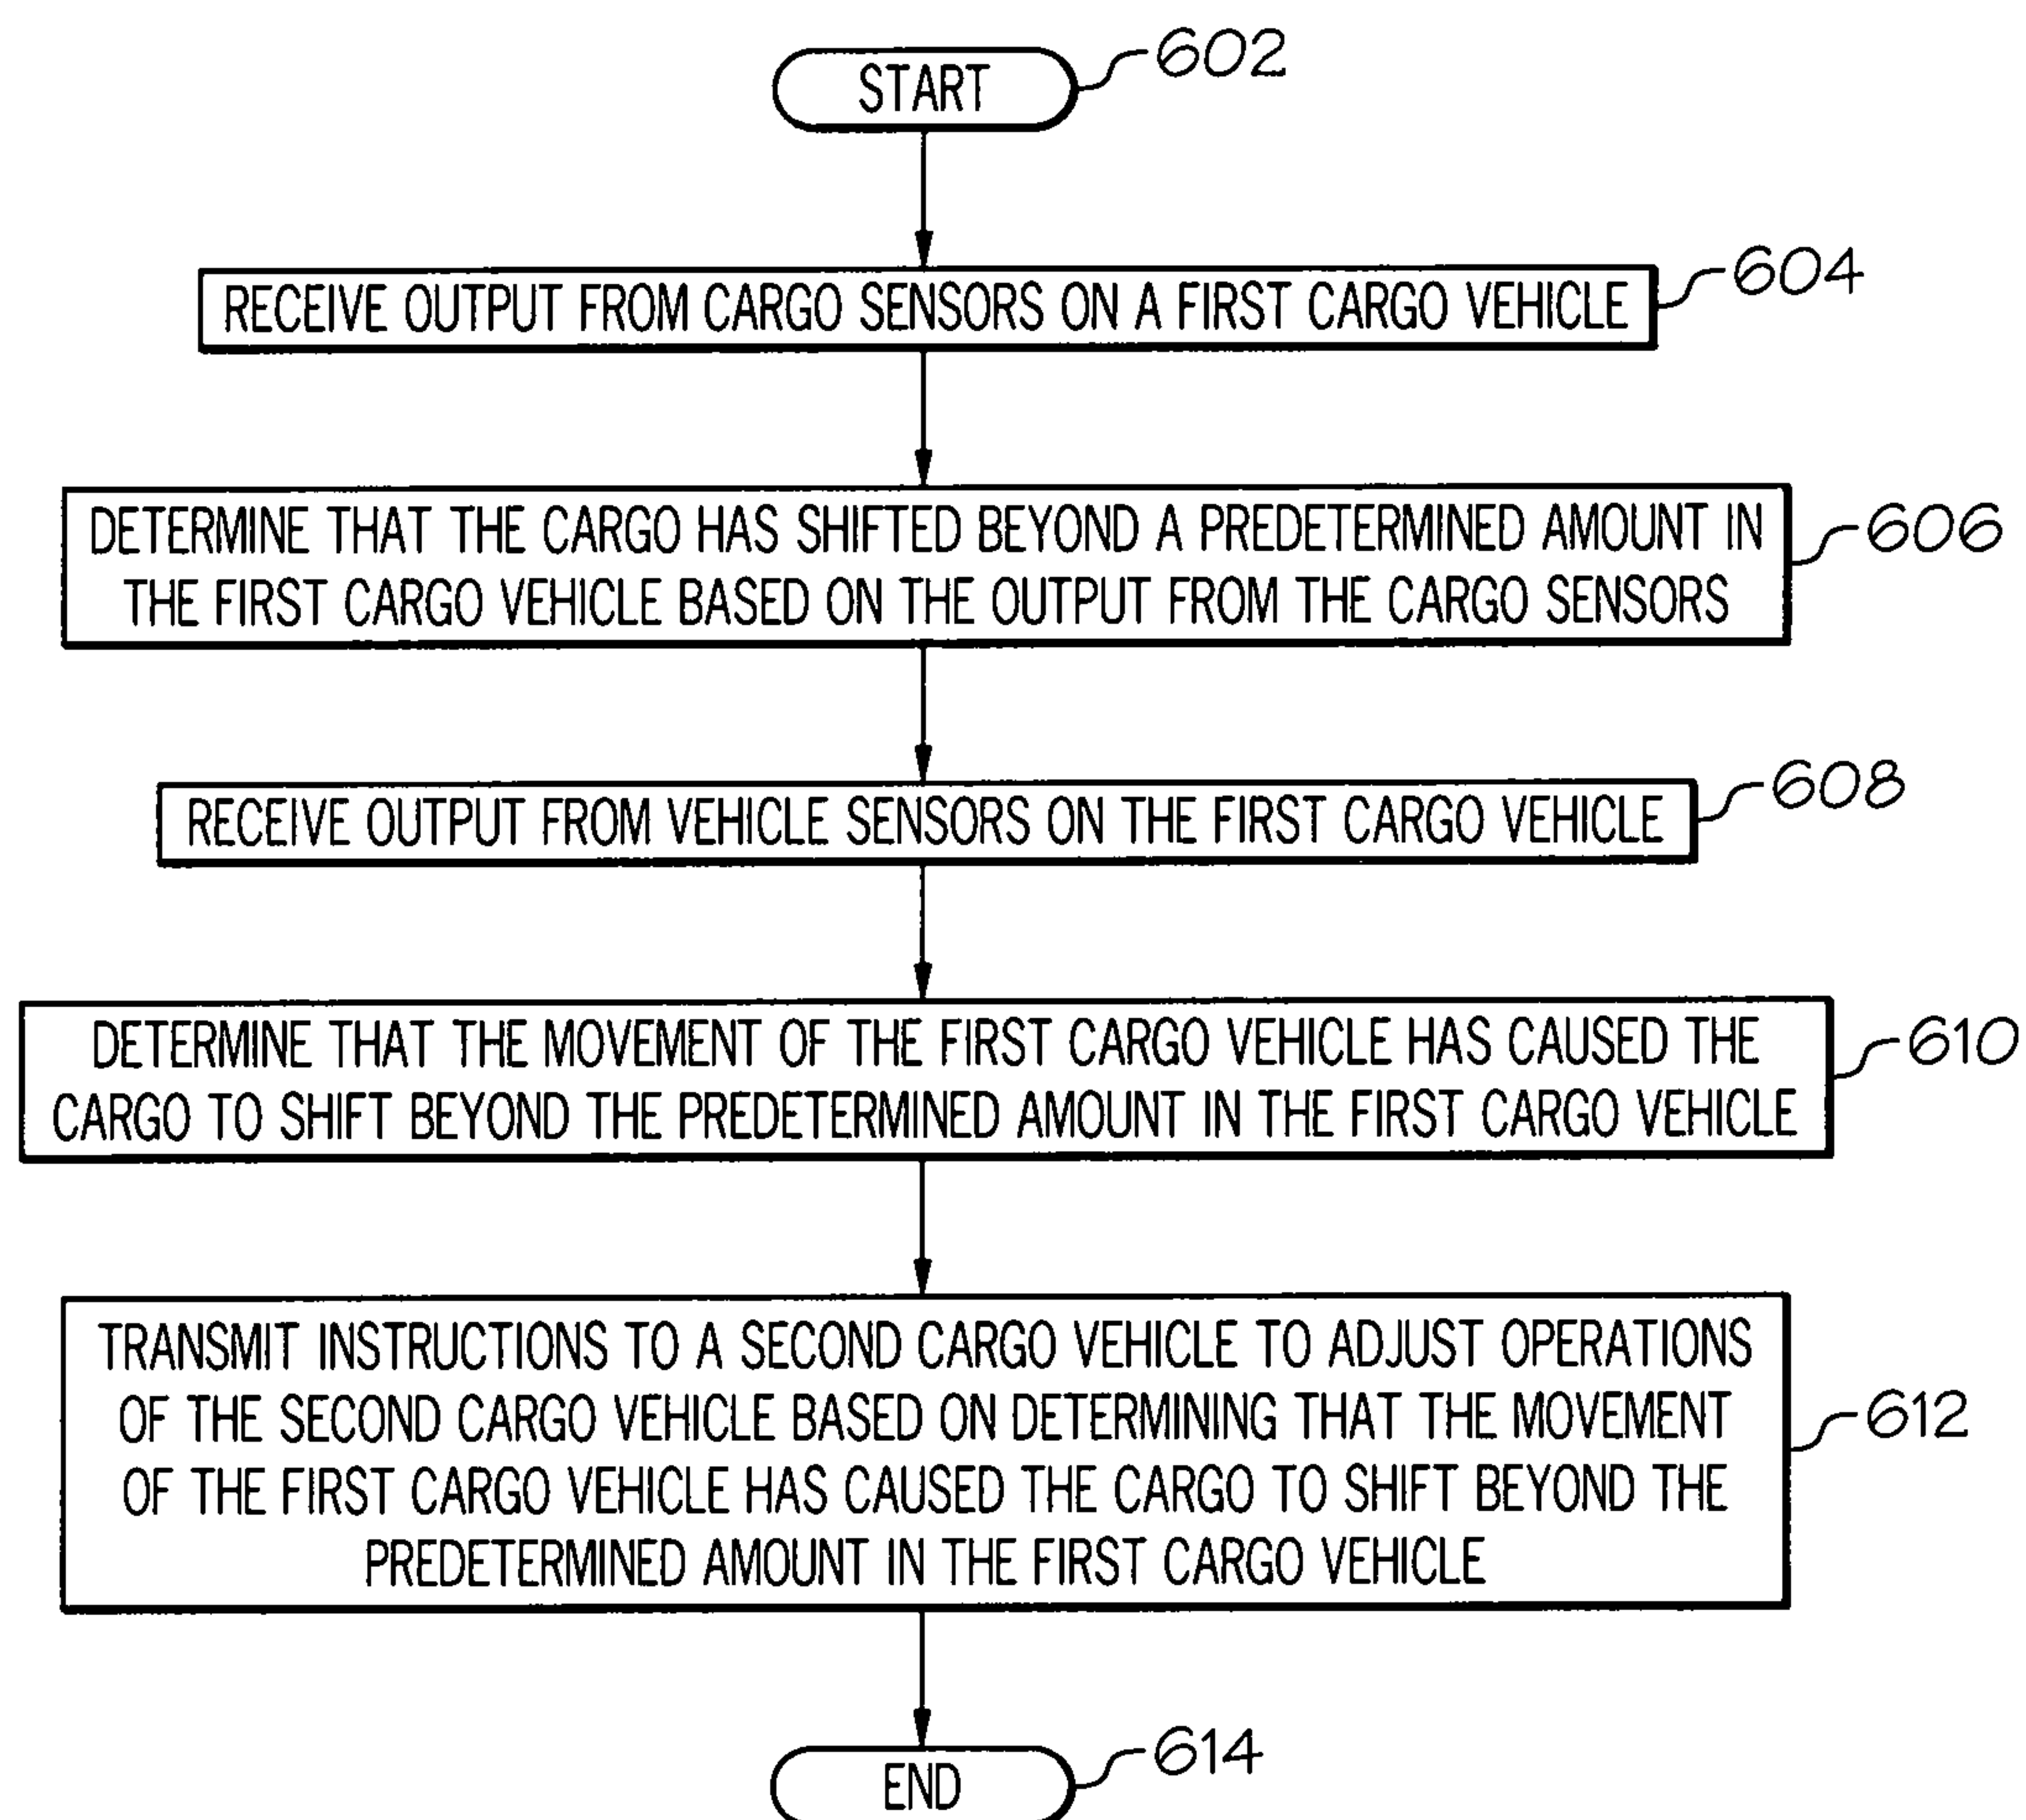 START
602
RECEIVE OUTPUT FROM CARGO SENSORS ON A FIRST CARGO VEHICLE
604
DETERMINE THAT THE CARGO HAS SHIFTED BEYOND A PREDETERMINED AMOUNT IN
THE FIRST CARGO VEHICLE BASED ON THE OUTPUT FROM THE CARGO SENSORS
606
RECEIVE OUTPUT FROM VEHICLE SENSORS ON THE FIRST CARGO VEHICLE
608
DETERMINE THAT THE MOVEMENT OF THE FIRST CARGO VEHICLE HAS CAUSED THE
CARGO TO SHIFT BEYOND THE PREDETERMINED AMOUNT IN THE FIRST CARGO VEHICLE
610
TRANSMIT INSTRUCTIONS TO A SECOND CARGO VEHICLE TO ADJUST OPERATIONS
OF THE SECOND CARGO VEHICLE BASED ON DETERMINING THAT THE MOVEMENT
OF THE FIRST CARGO VEHICLE HAS CAUSED THE CARGO TO SHIFT BEYOND THE
PREDETERMINED AMOUNT IN THE FIRST CARGO VEHICLE
612
END
614